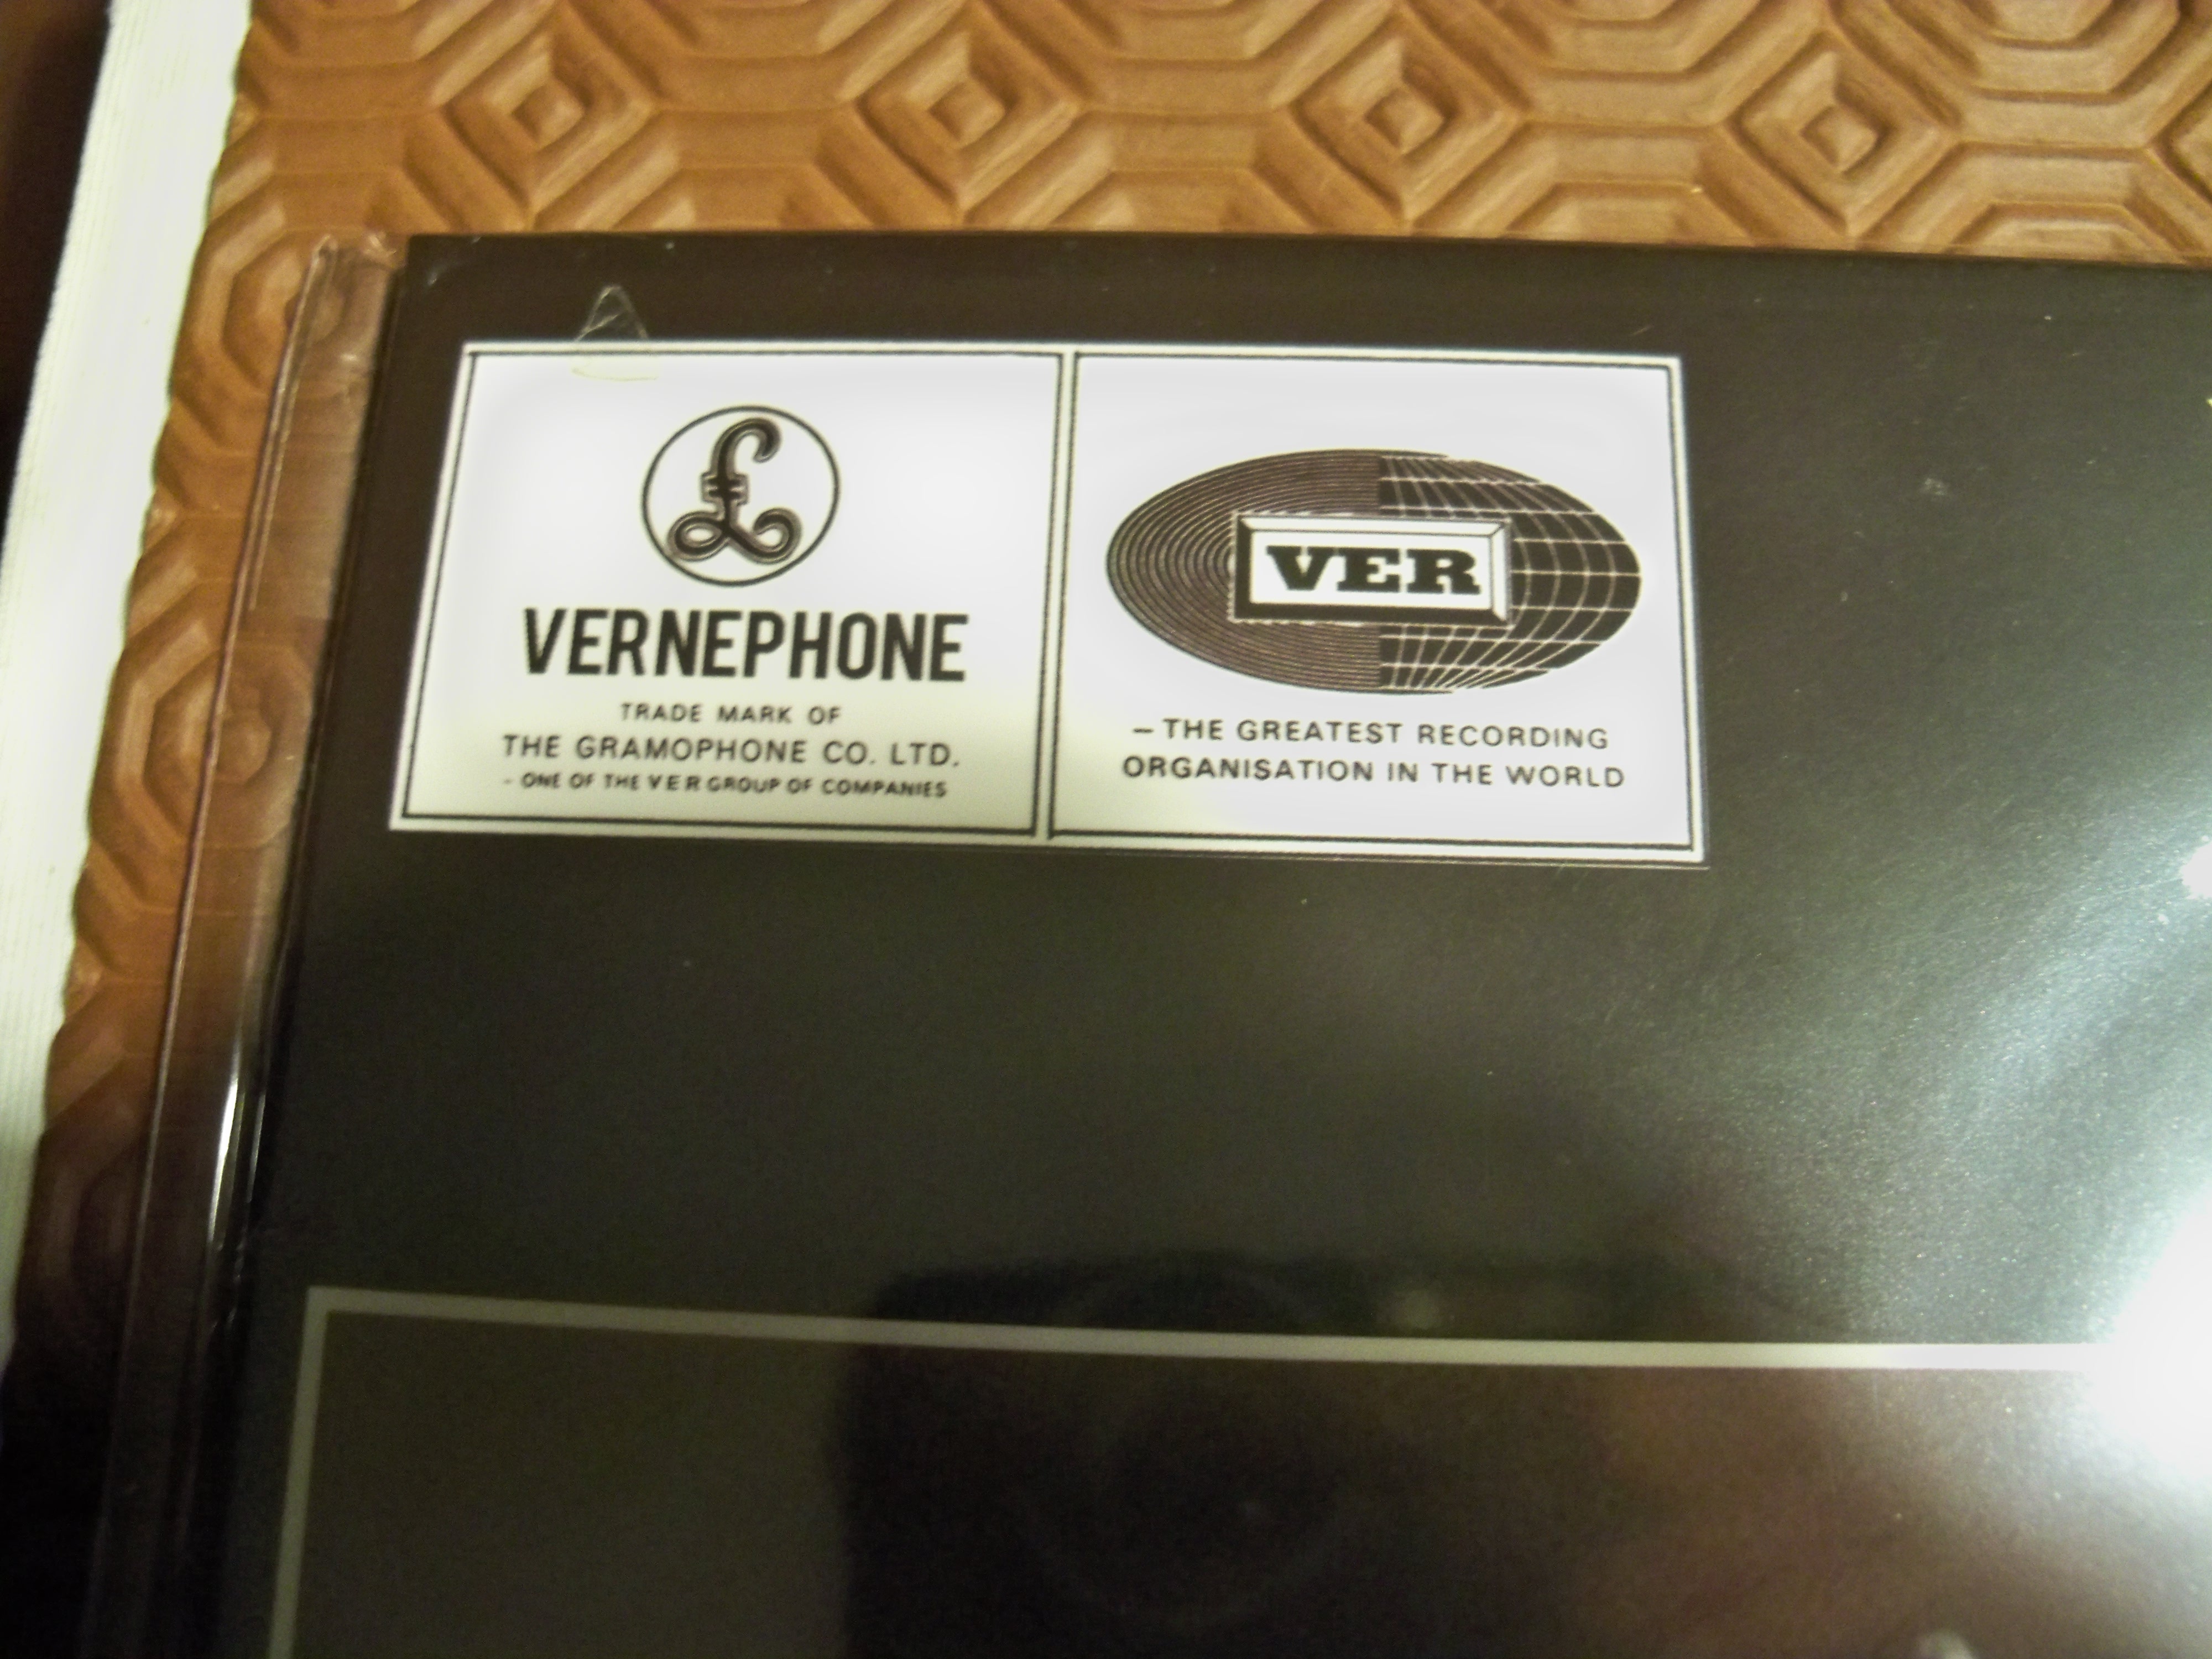 £
VERNEPHONE
TRADE MARK OF
THE GRAMOPHONE CO. LTD.
- ONE OF THE VER GROUP OF COMPANIES
VER
– THE GREATEST RECORDING
ORGANISATION IN THE WORLD